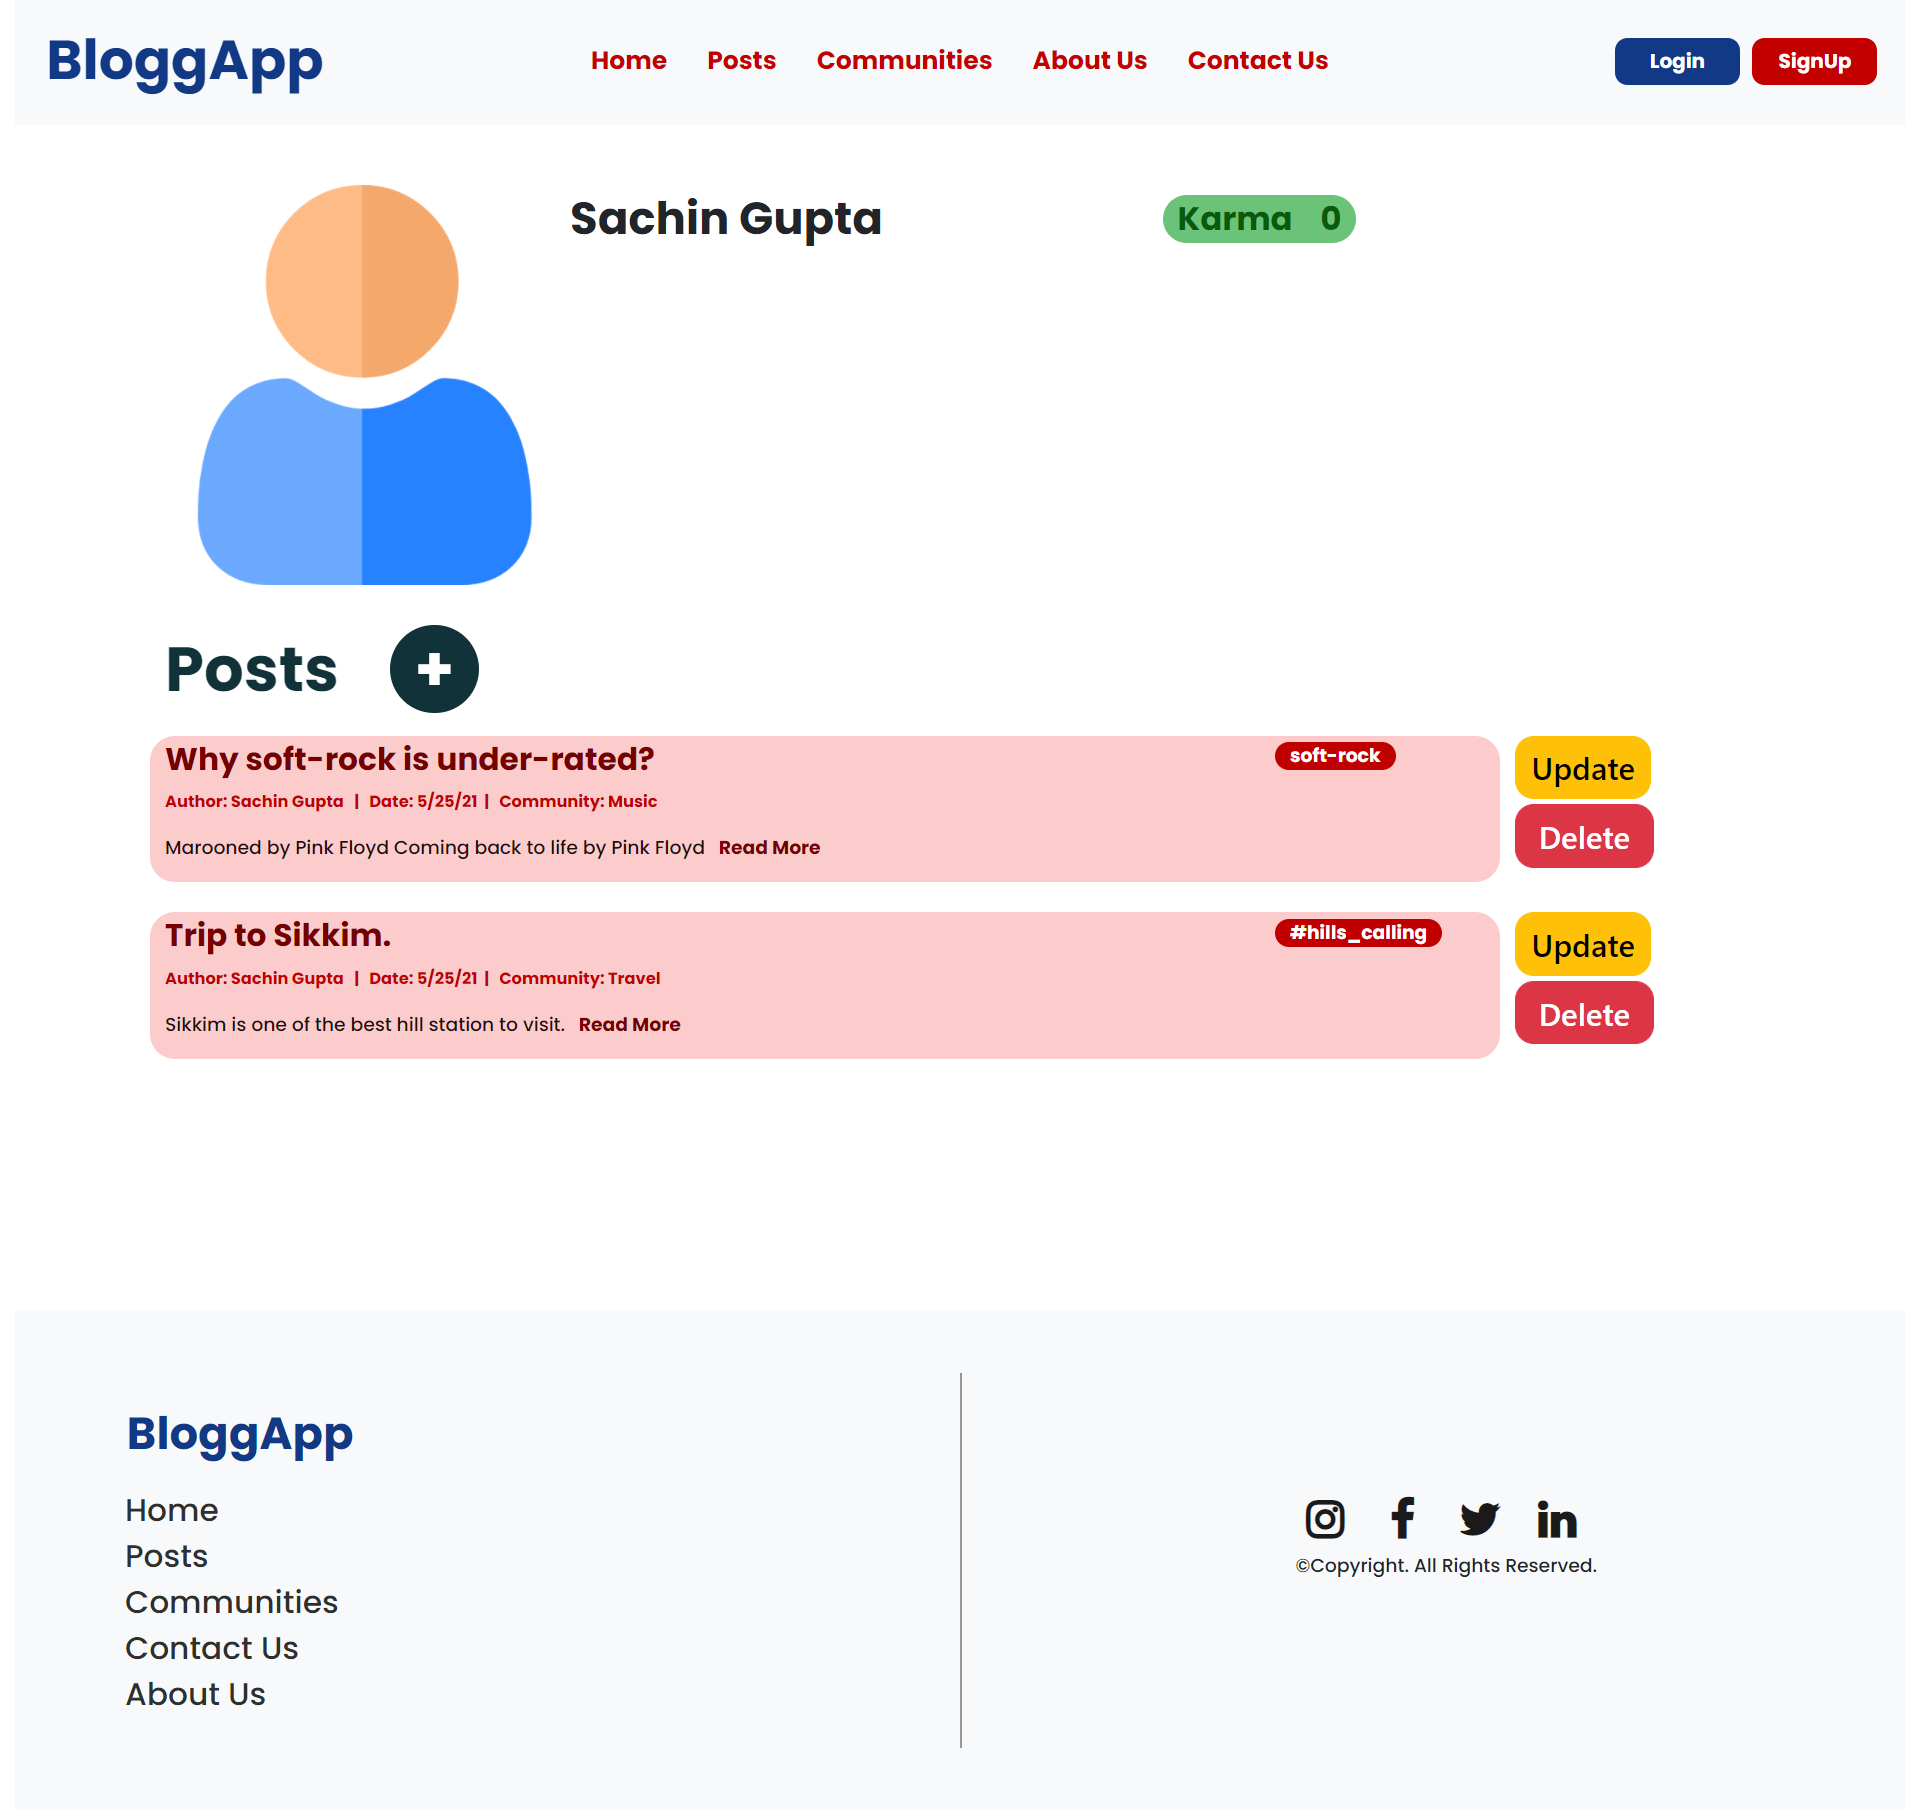 BloggApp Home Posts Communities About Us Contact Us Login SignUp
Sachin Gupta Karma 0
Posts +
Why soft-rock is under-rated? soft-rock
Author: Sachin Gupta | Date: 5/25/21 | Community: Music
Marooned by Pink Floyd Coming back to life by Pink Floyd Read More
Update
Delete
Trip to Sikkim. #hills_calling
Author: Sachin Gupta | Date: 5/25/21 | Community: Travel
Sikkim is one of the best hill station to visit. Read More
Update
Delete
BloggApp
Home
Posts
Communities
Contact Us
About Us
©Copyright. All Rights Reserved.